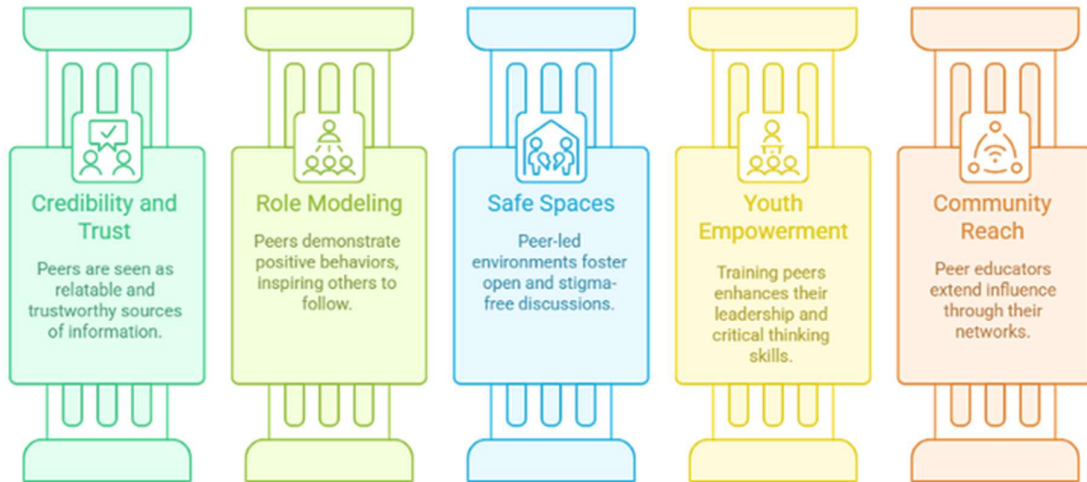 Credibility and
Trust
Peers are seen as
relatable and
trustworthy sources
of information.
Role Modeling
Peers demonstrate
positive behaviors,
inspiring others to
follow.
Safe Spaces
Peer-led
environments foster
open and stigma-
free discussions.
Youth
Empowerment
Training peers
enhances their
leadership and
critical thinking
skills.
Community
Reach
Peer educators
extend influence
through their
networks.